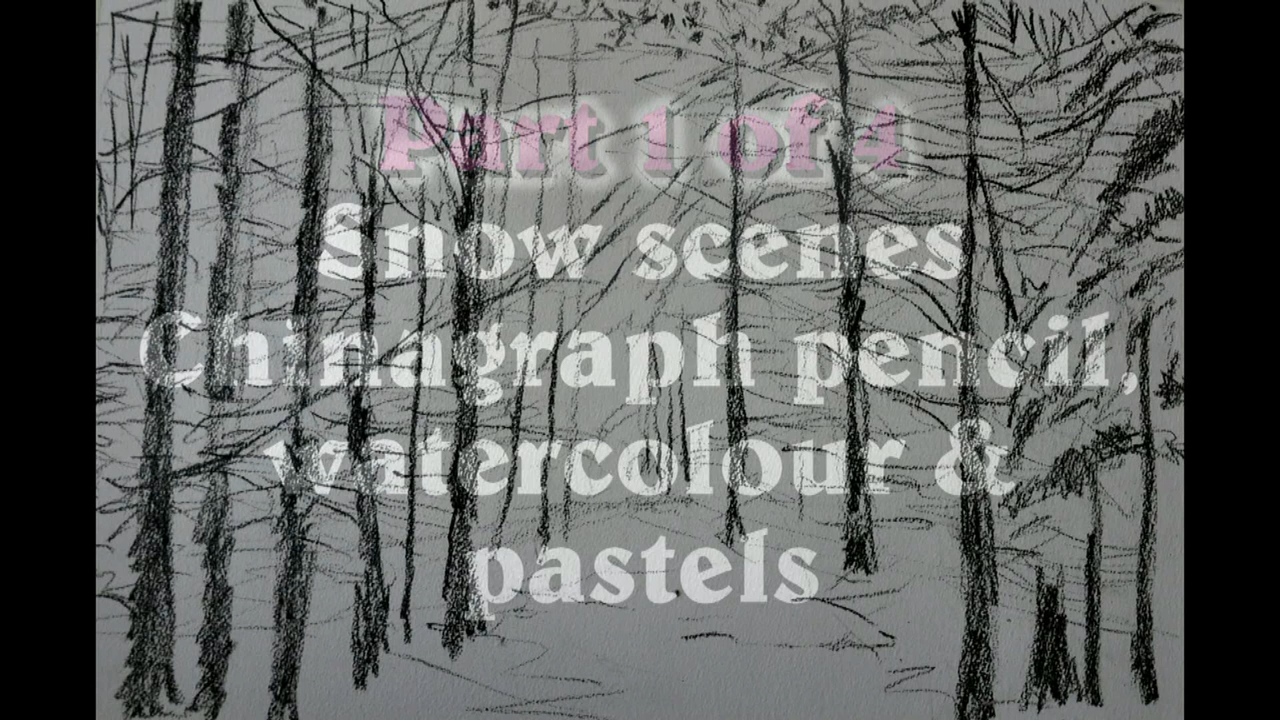 Part 1 of 4
Snow scenes
Chinagraph pencil,
watercolour &
pastels